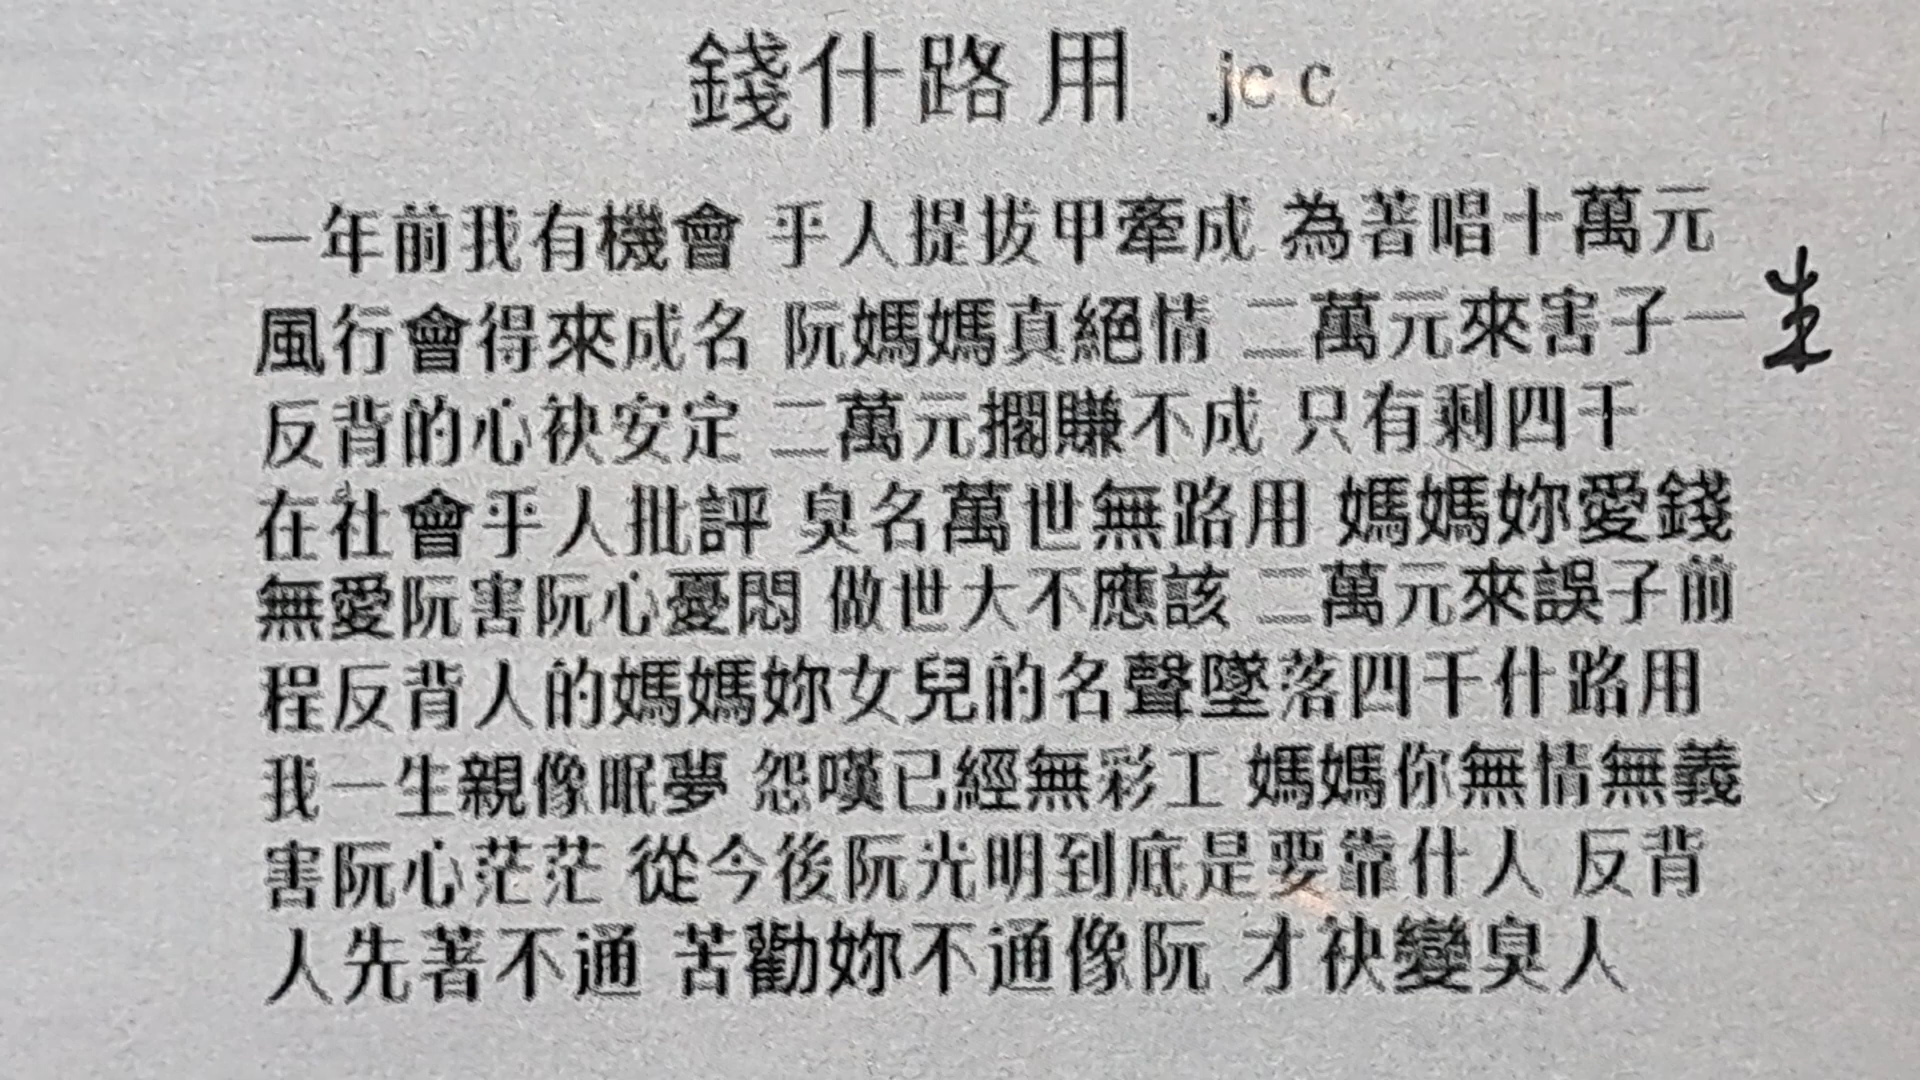 錢什路用 jc c
一年前我有機會 乎人提拔甲牽成 為著唱十萬元
風行會得來成名 阮媽媽真絕情 二萬元來害子一生
反背的心袂安定 二萬元擱賺不成 只有剩四千
在社會乎人批評 臭名萬世無路用 媽媽妳愛錢
無愛阮害阮心憂悶 做世大不應該 二萬元來誤子前
程反背人的媽媽妳女兒的名聲墜落四千什路用
我一生親像眠夢 怨嘆已經無彩工 媽媽你無情無義
害阮心茫茫 從今後阮光明到底是要靠什人 反背
人先著不通 苦勸妳不通像阮 才袂變臭人